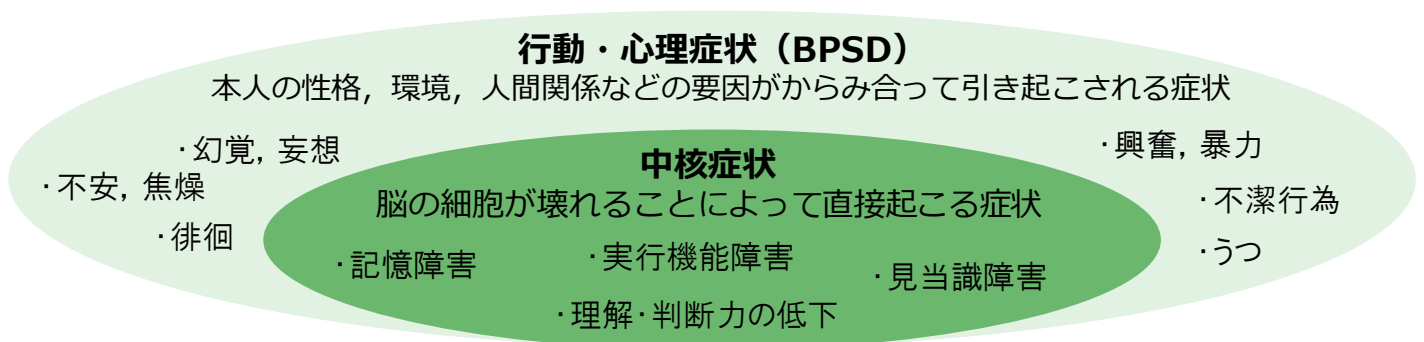 行動・心理症状（BPSD）
本人の性格，環境，人間関係などの要因がからみ合って引き起こされる症状
・幻覚，妄想
・不安，焦燥
・徘徊
・興奮，暴力
・不潔行為
・うつ
中核症状
脳の細胞が壊れることによって直接起こる症状
・記憶障害
・実行機能障害
・見当識障害
・理解・判断力の低下